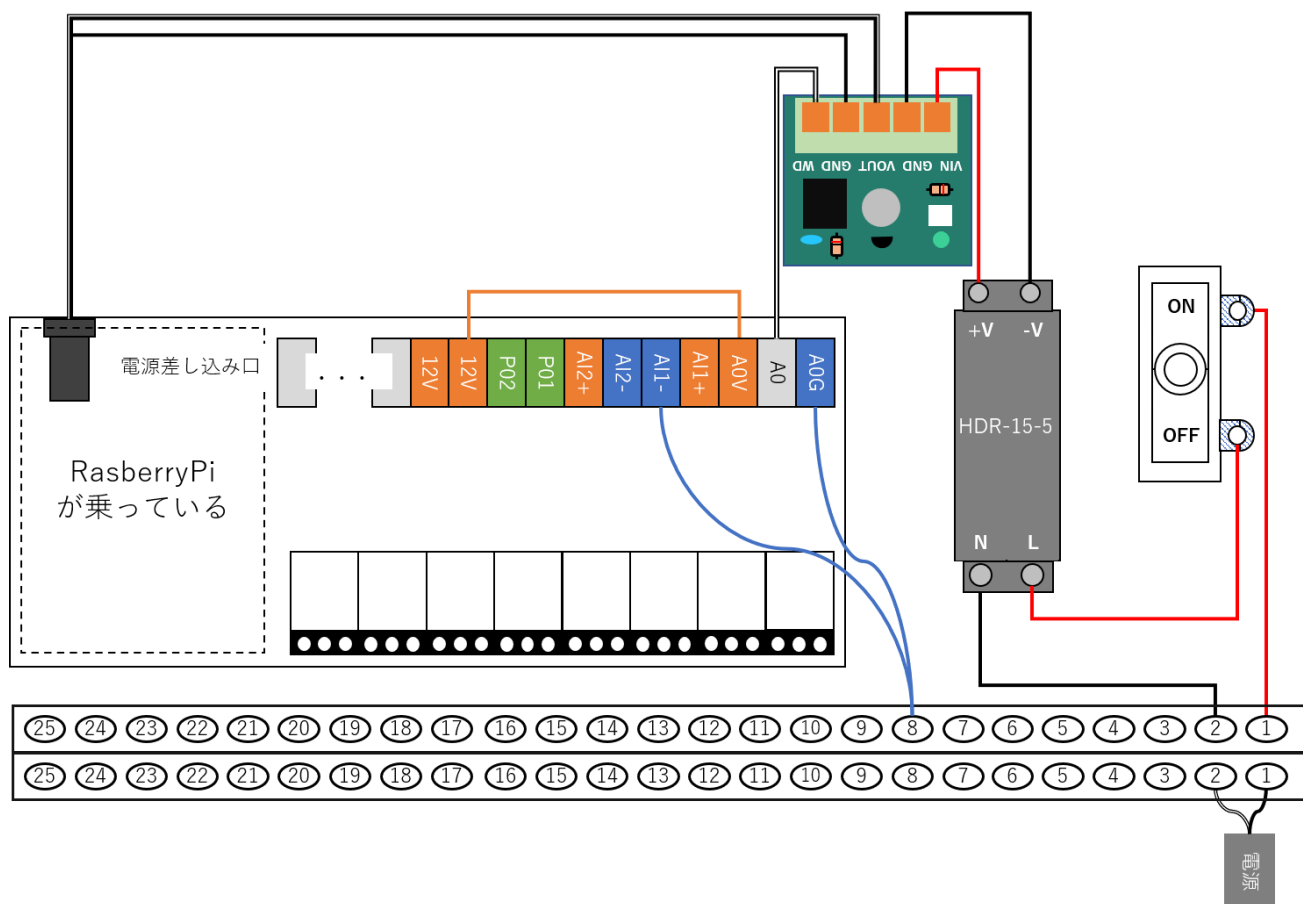 WD GND VOUT GND VIN
ON
OFF
+V -V
HDR-15-5
N L
電源差し込み口
RasberryPi
が乗っている
・・・
12V
12V
P02
P01
AI2+
AI2-
AI1-
AI1+
A0V
A0
A0G
25 24 23 22 21 20 19 18 17 16 15 14 13 12 11 10 9 8 7 6 5 4 3 2 1
25 24 23 22 21 20 19 18 17 16 15 14 13 12 11 10 9 8 7 6 5 4 3 2 1
電源